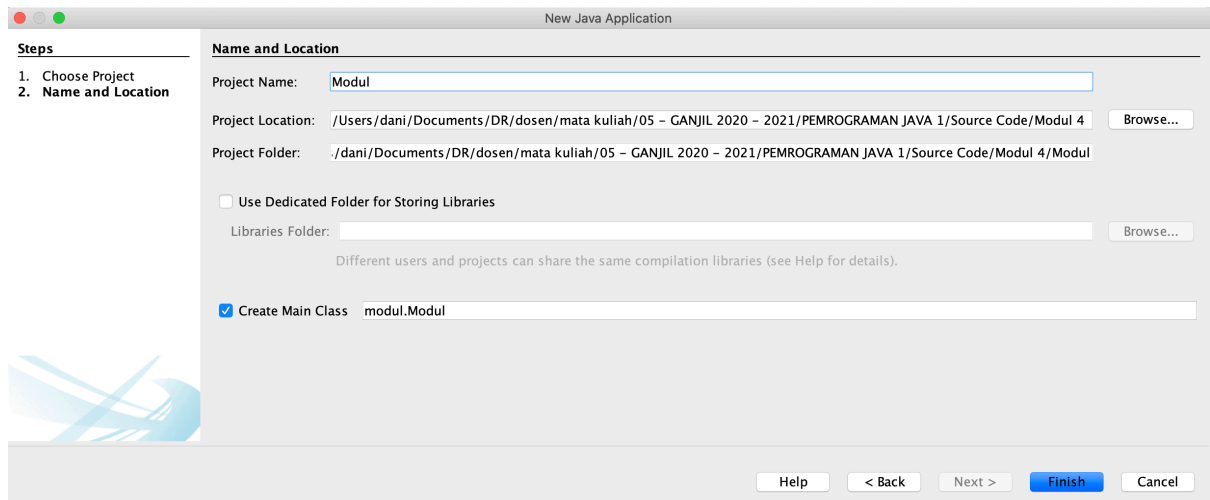 New Java Application
Steps
1. Choose Project
2. Name and Location
Name and Location
Project Name: Modul
Project Location: /Users/dani/Documents/DR/dosen/mata kuliah/05 – GANJIL 2020 – 2021/PEMROGRAMAN JAVA 1/Source Code/Modul 4 Browse...
Project Folder: /dani/Documents/DR/dosen/mata kuliah/05 – GANJIL 2020 – 2021/PEMROGRAMAN JAVA 1/Source Code/Modul 4/Modul
Use Dedicated Folder for Storing Libraries
Libraries Folder: Browse...
Different users and projects can share the same compilation libraries (see Help for details).
Create Main Class modul.Modul
Help < Back Next > Finish Cancel